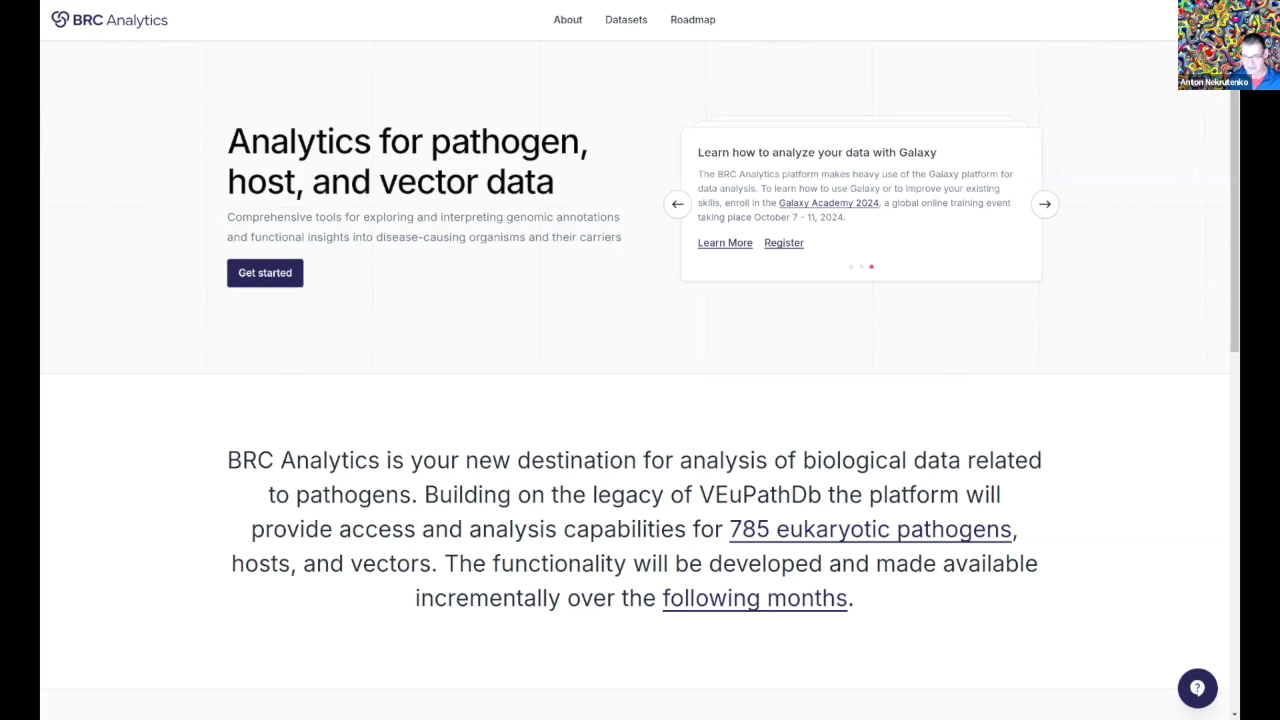 BRC Analytics
About
Datasets
Roadmap
Anton Nekrutenko
Analytics for pathogen,
host, and vector data
Comprehensive tools for exploring and interpreting genomic annotations
and functional insights into disease-causing organisms and their carriers
Get started
Learn how to analyze your data with Galaxy
The BRC Analytics platform makes heavy use of the Galaxy platform for
data analysis. To learn how to use Galaxy or to improve your existing
skills, enroll in the Galaxy Academy 2024, a global online training event
taking place October 7 - 11, 2024.
Learn More
Register
BRC Analytics is your new destination for analysis of biological data related
to pathogens. Building on the legacy of VEuPathDb the platform will
provide access and analysis capabilities for 785 eukaryotic pathogens,
hosts, and vectors. The functionality will be developed and made available
incrementally over the following months.